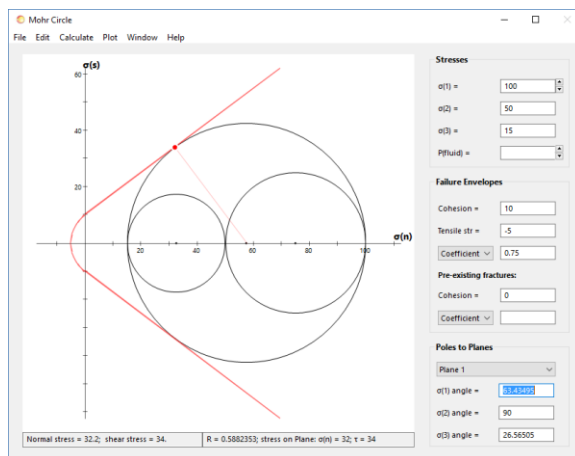 Mohr Circle
File Edit Calculate Plot Window Help
σ(s)
60
40
20
20 40 60 80 100
σ(n)
Normal stress = 32.2; shear stress = 34.
R = 0.5882353; stress on Plane: σ(n) = 32; τ = 34
Stresses
σ(1) = 100
σ(2) = 50
σ(3) = 15
P(fluid) =
Failure Envelopes
Cohesion = 10
Tensile str = -5
Coefficient 0.75
Pre-existing fractures:
Cohesion = 0
Coefficient
Poles to Planes
Plane 1
σ(1) angle = 63.43495
σ(2) angle = 90
σ(3) angle = 26.56505